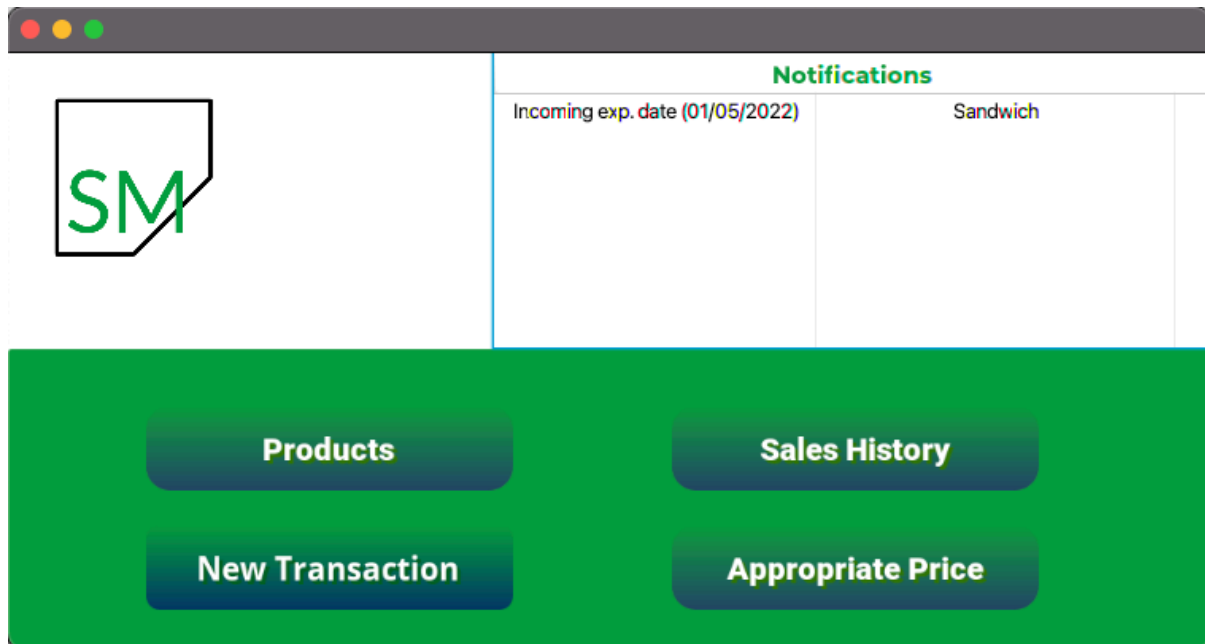 SM
Notifications
Incoming exp. date (01/05/2022) Sandwich
Products
Sales History
New Transaction
Appropriate Price